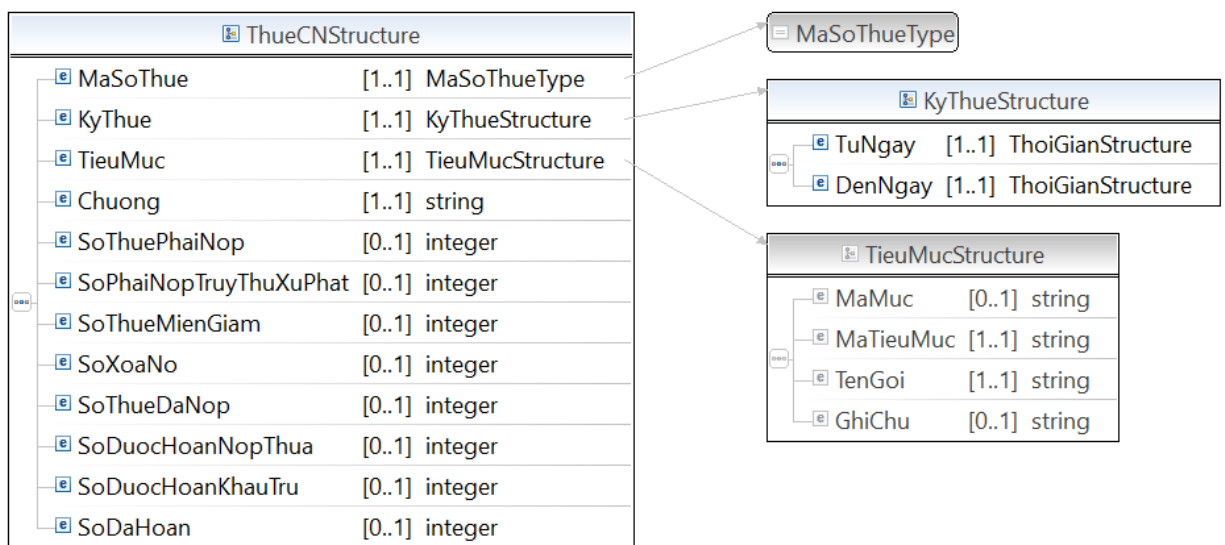 ThueCNStructure
MaSoThue [1..1] MaSoThueType
KyThue [1..1] KyThueStructure
TieuMuc [1..1] TieuMucStructure
Chuong [1..1] string
SoThuePhaiNop [0..1] integer
SoPhaiNopTruyThuXuPhat [0..1] integer
SoThueMienGiam [0..1] integer
SoXoaNo [0..1] integer
SoThueDaNop [0..1] integer
SoDuocHoanNopThua [0..1] integer
SoDuocHoanKhauTru [0..1] integer
SoDaHoan [0..1] integer
MaSoThueType
KyThueStructure
TuNgay [1..1] ThoiGianStructure
DenNgay [1..1] ThoiGianStructure
TieuMucStructure
MaMuc [0..1] string
MaTieuMuc [1..1] string
TenGoi [1..1] string
GhiChu [0..1] string